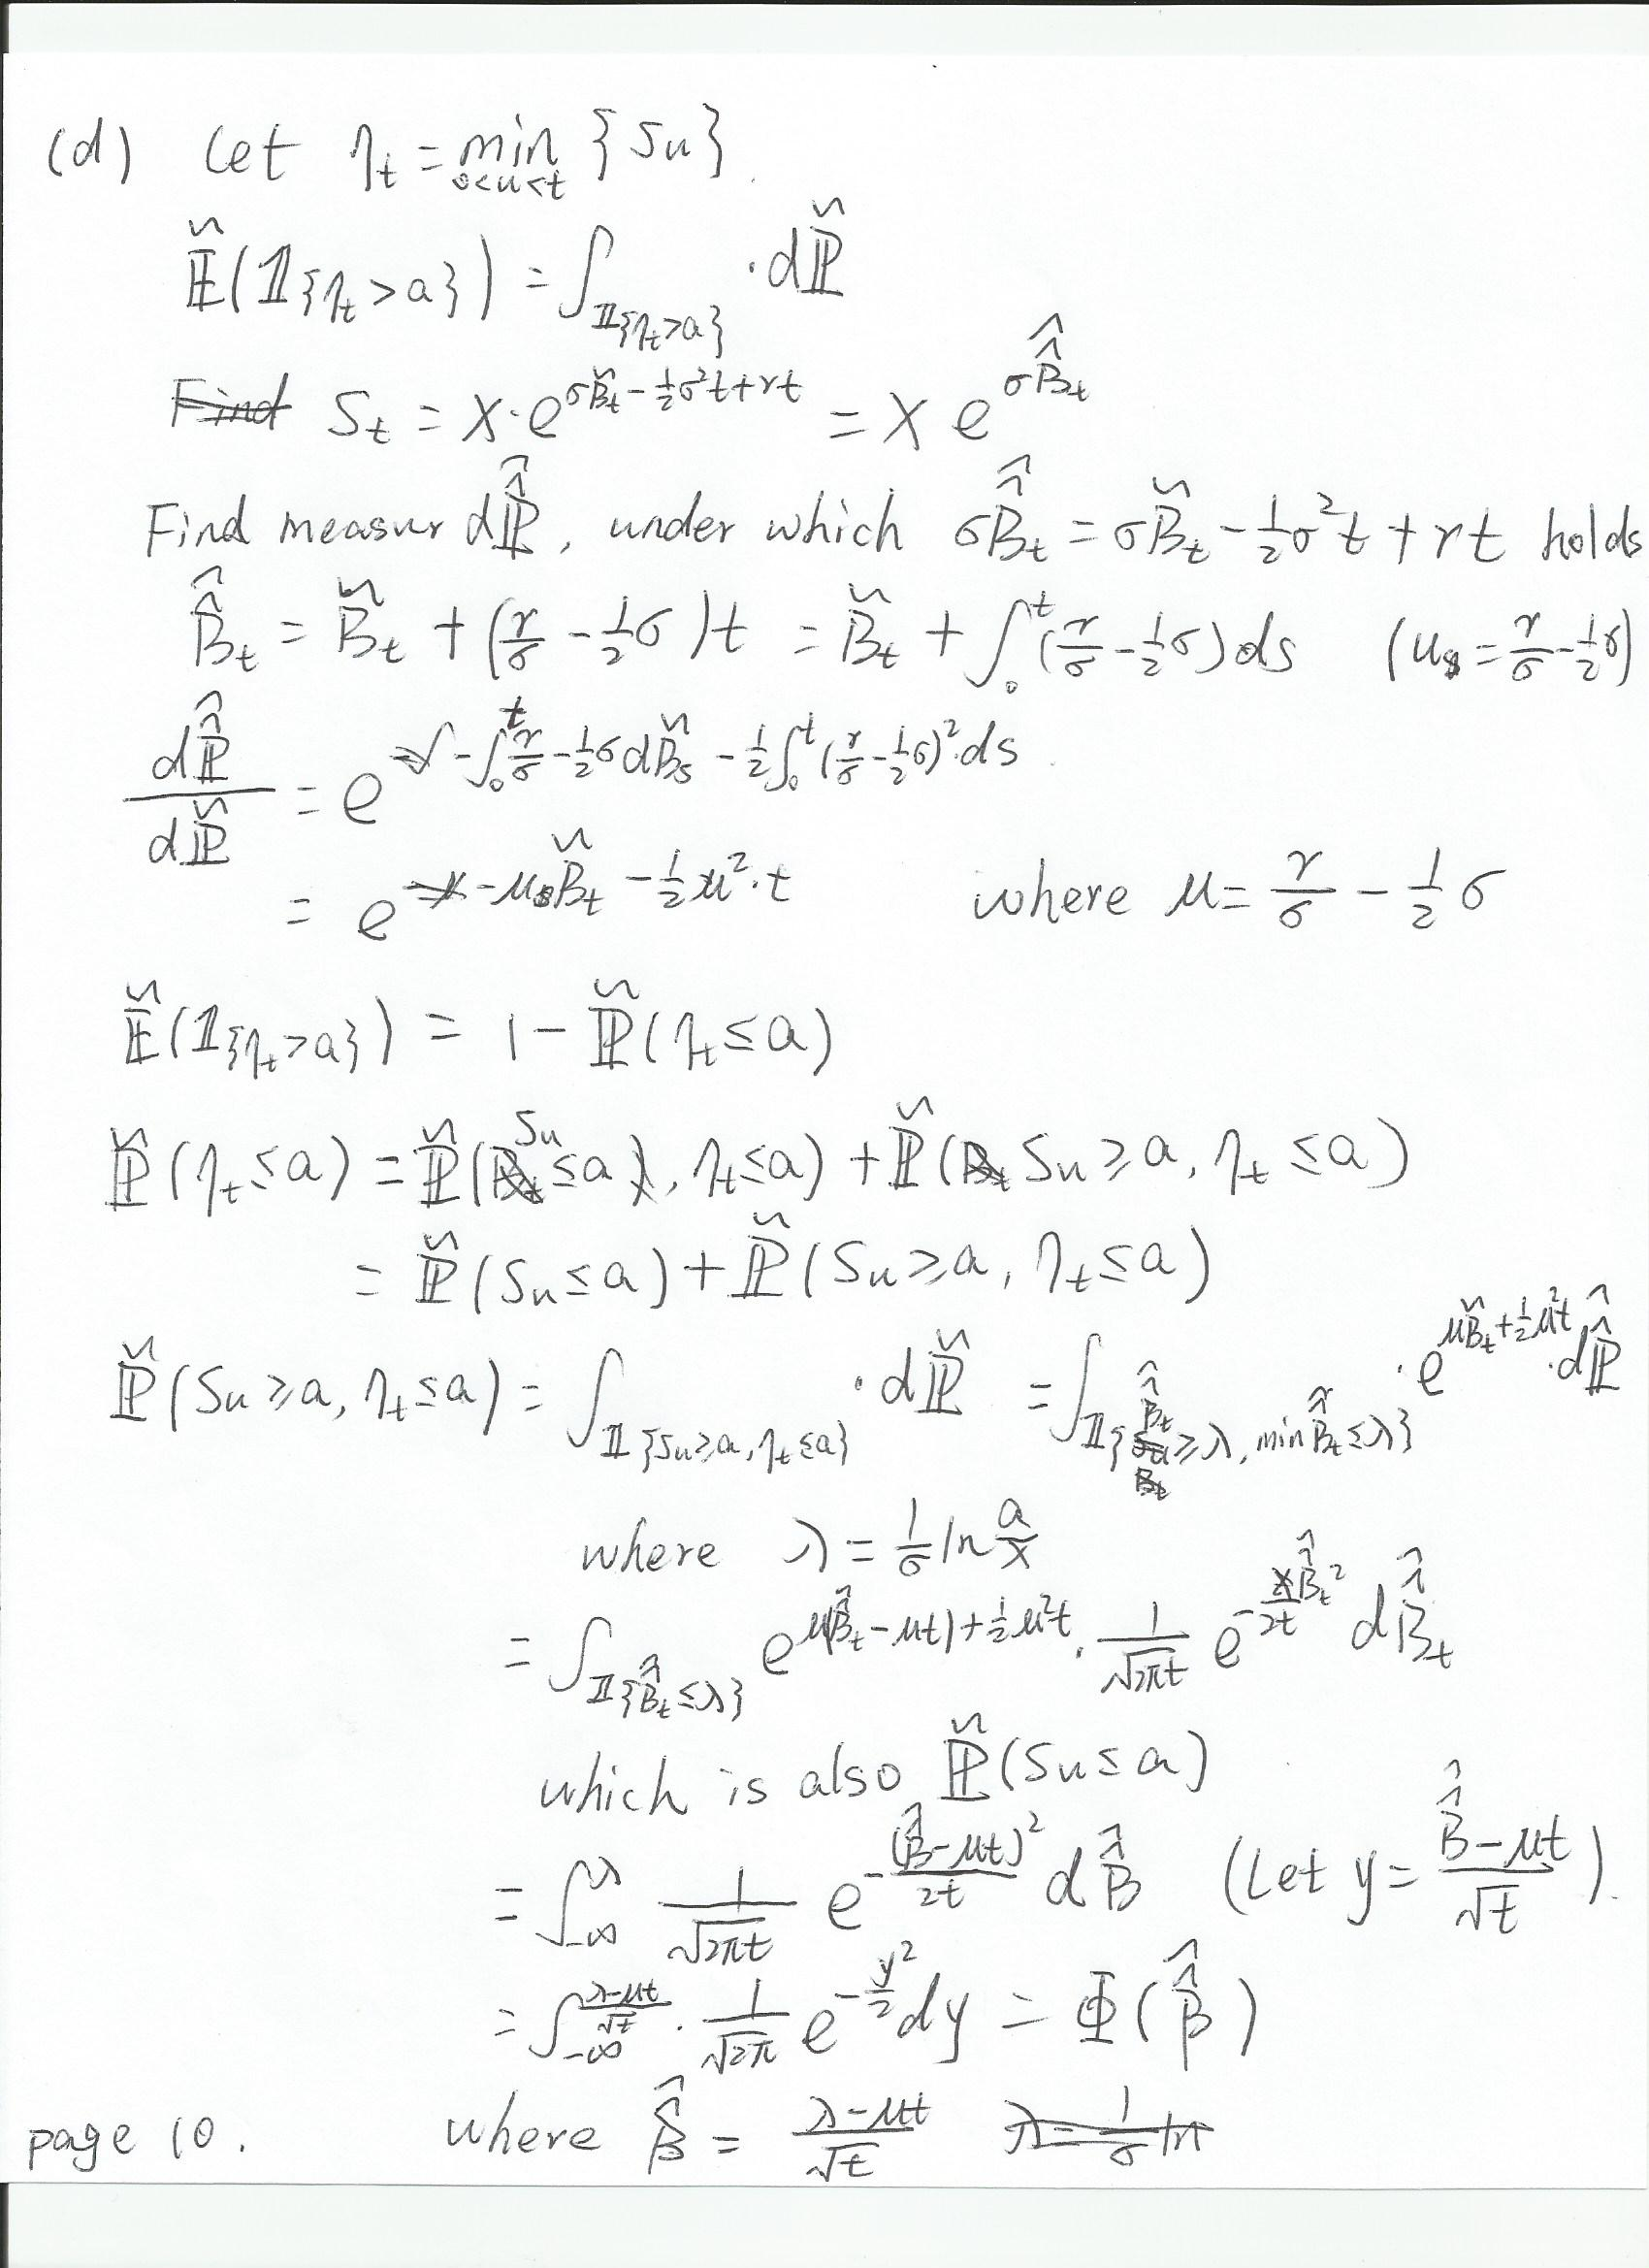 (d) Let η_t = min_{0<u<t} {S_u}.
Ẽ(𝟙{η_t > a}) = ∫_{𝕀{η_t>a}} · dℙ̃
~~Find~~ S_t = x · e^{σB̃_t - ½σ²t + rt} = x e^{σB̂̂_t}
Find measur dℙ̂̂, under which σB̂̂_t = σB̃_t - ½σ²t + rt holds
B̂̂_t = B̃_t + (r/σ - ½σ)t = B̃_t + ∫_0^t (r/σ - ½σ) ds (u_s = r/σ - ½σ)
dℙ̂̂/dℙ̃ = e^{-∫_0^t r/σ - ½σ dB̃_s - ½∫_0^t (r/σ - ½σ)²·ds}
= e^{-μB̃_t - ½μ²·t} where μ = r/σ - ½σ
Ẽ(𝟙{η_t>a}) = 1 - ℙ̃(η_t ≤ a)
ℙ̃(η_t ≤ a) = ℙ̃(S_u ≤ a, η_t ≤ a) + ℙ̃(S_u ≥ a, η_t ≤ a)
= ℙ̃(S_u ≤ a) + ℙ̃(S_u ≥ a, η_t ≤ a)
ℙ̃(S_u ≥ a, η_t ≤ a) = ∫_{𝕀{S_u≥a, η_t≤a}} · dℙ̃ = ∫_{𝕀{B̂̂_t ≥ λ, min B̂̂_t ≤ λ}} · e^{μB̃_t + ½μ²t} · dℙ̂̂
where λ = 1/σ ln a/x
= ∫_{𝕀{B̂̂_t ≤ λ}} e^{μ(B̂̂_t - μt) + ½μ²t} · 1/√(2πt) e^{-B̂̂_t²/2t} dB̂̂_t
which is also ℙ̃(S_u ≤ a)
= ∫_{-∞}^λ 1/√(2πt) e^{-(B̂̂ - μt)²/2t} dB̂̂ (Let y = (B̂̂ - μt)/√t).
= ∫_{-∞}^{(λ-μt)/√t} · 1/√(2π) e^{-y²/2} dy = Φ(β̂̂)
where β̂̂ = (λ - μt)/√t ~~λ = 1/σ ln~~
page 10.